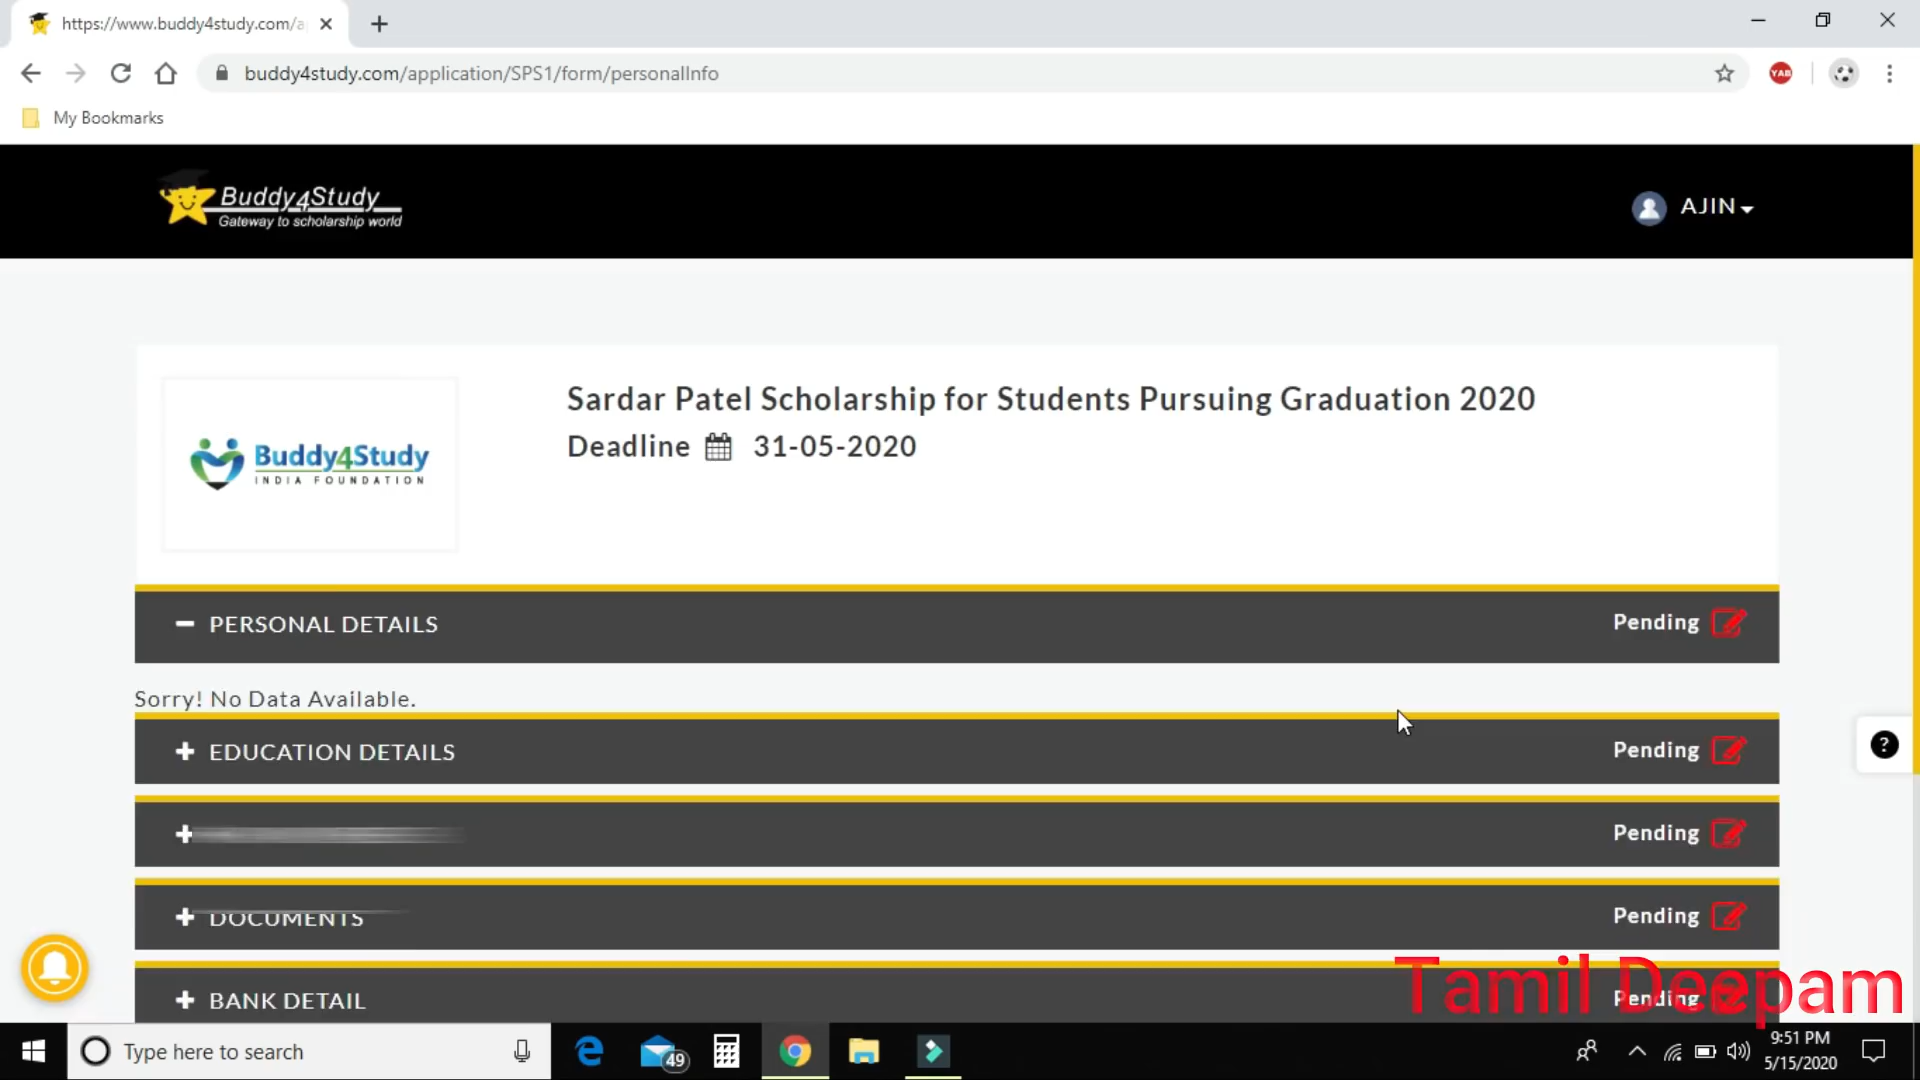 https://www.buddy4study.com/a
buddy4study.com/application/SPS1/form/personalInfo
YAB
My Bookmarks
Buddy4Study
Gateway to scholarship world
AJIN
Sardar Patel Scholarship for Students Pursuing Graduation 2020
Deadline 31-05-2020
Buddy4Study
INDIA FOUNDATION
PERSONAL DETAILS Pending
Sorry! No Data Available.
EDUCATION DETAILS Pending
Pending
DOCUMENTS Pending
BANK DETAIL Pending
Tamil Deepam
Type here to search
49
9:51 PM
5/15/2020